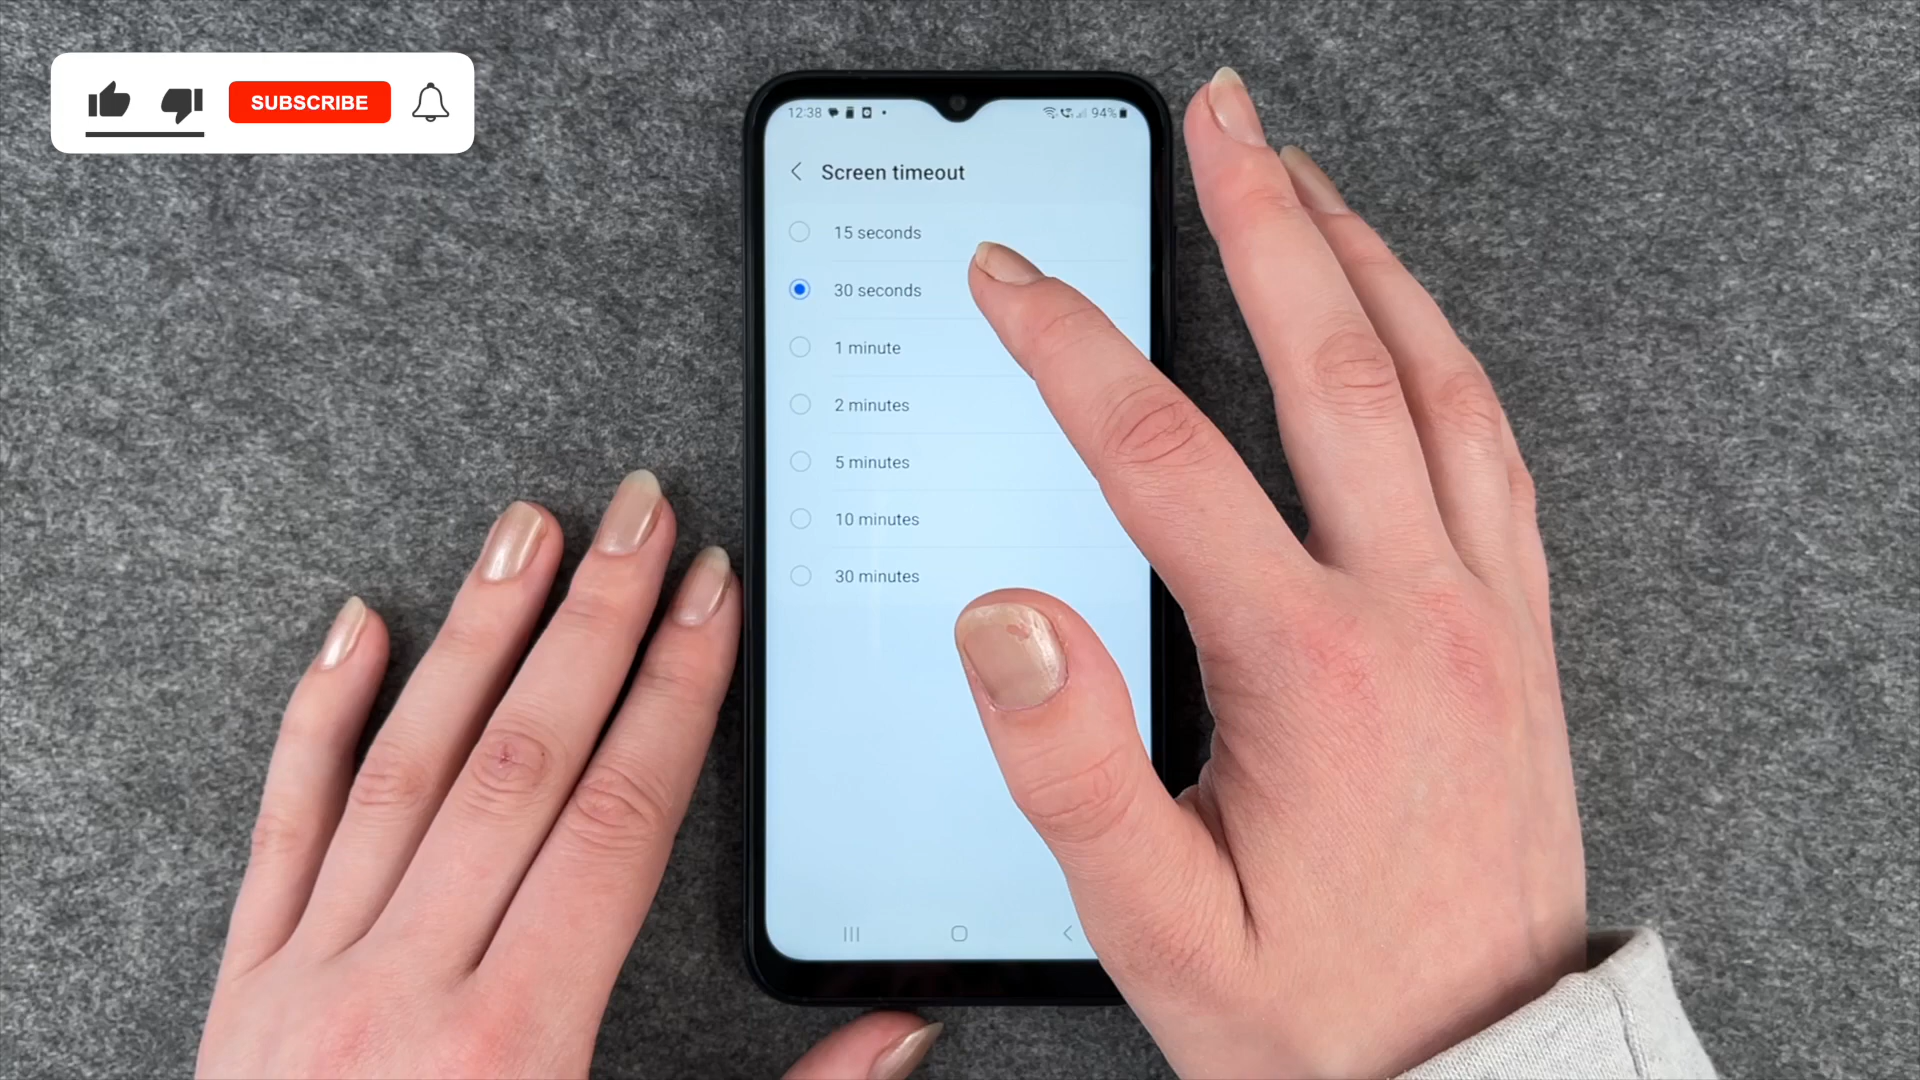 SUBSCRIBE
12:38 94%
Screen timeout
15 seconds
30 seconds
1 minute
2 minutes
5 minutes
10 minutes
30 minutes